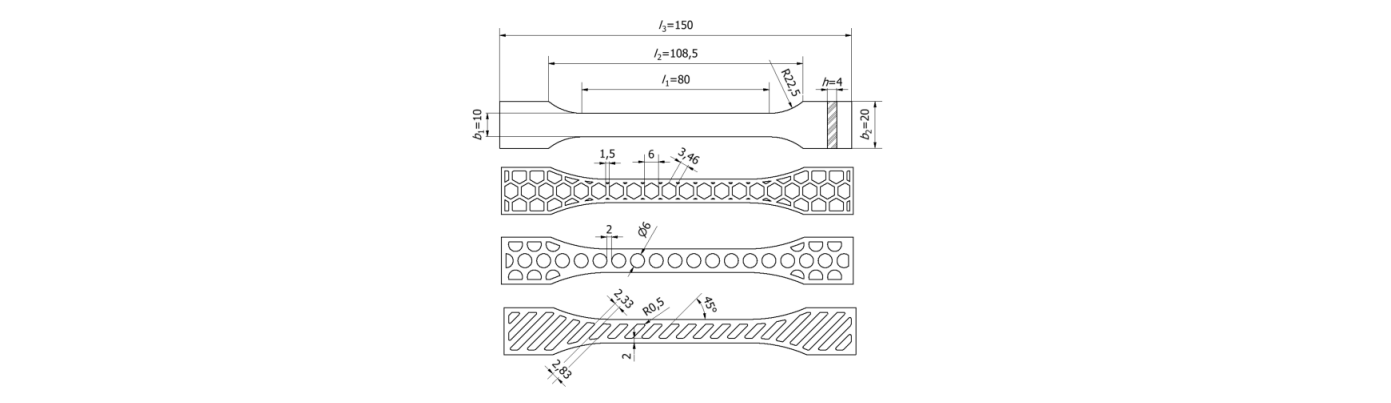 l3=150
l2=108,5
l1=80
R22,5
h=4
b1=10
b2=20
1,5
6
3,46
2
Ø6
2,33
R0,5
45°
2
2,83